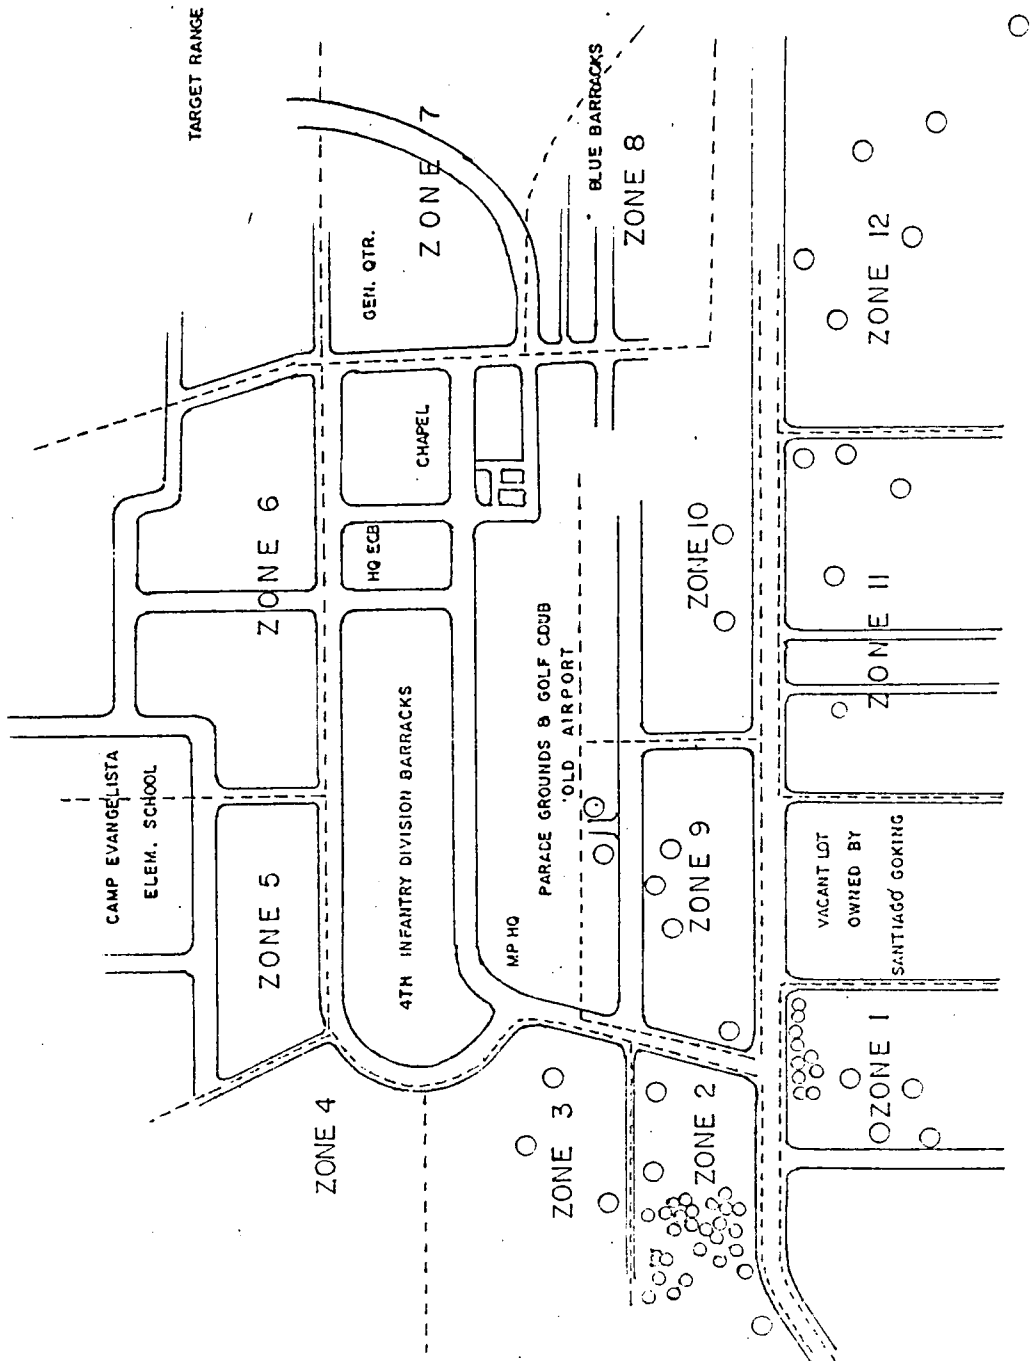 TARGET RANGE
ZONE 7
BLUE BARRACKS
ZONE 8
GEN. QTR.
ZONE 12
CHAPEL
ZONE 6
HQ ECB
ZONE 10
ZONE 11
PARACE GROUNDS & GOLF CDUB
'OLD AIRPORT
CAMP EVANGELISTA
ELEM. SCHOOL
4TH INFANTRY DIVISION BARRACKS
ZONE 5
MP HQ
ZONE 9
VACANT LOT
OWNED BY
SANTIAGO GOKING
ZONE 4
ZONE 3
ZONE 2
ZONE 1